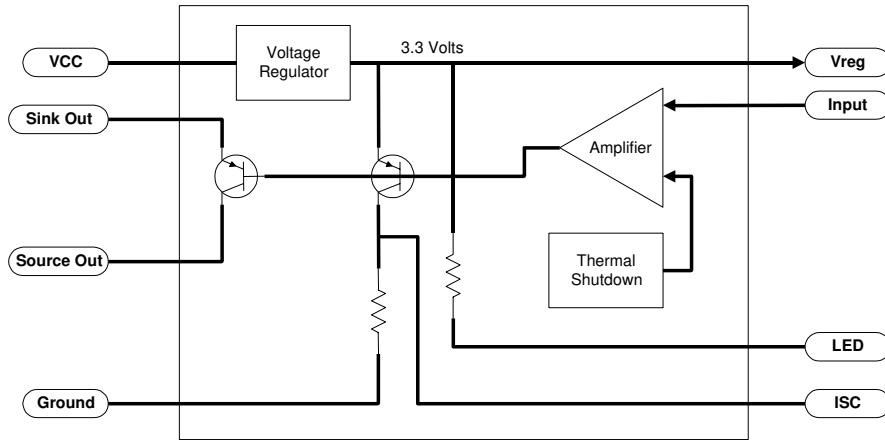 VCC
Voltage
Regulator
3.3 Volts
Vreg
Sink Out
Input
Amplifier
Source Out
Thermal
Shutdown
LED
Ground
ISC